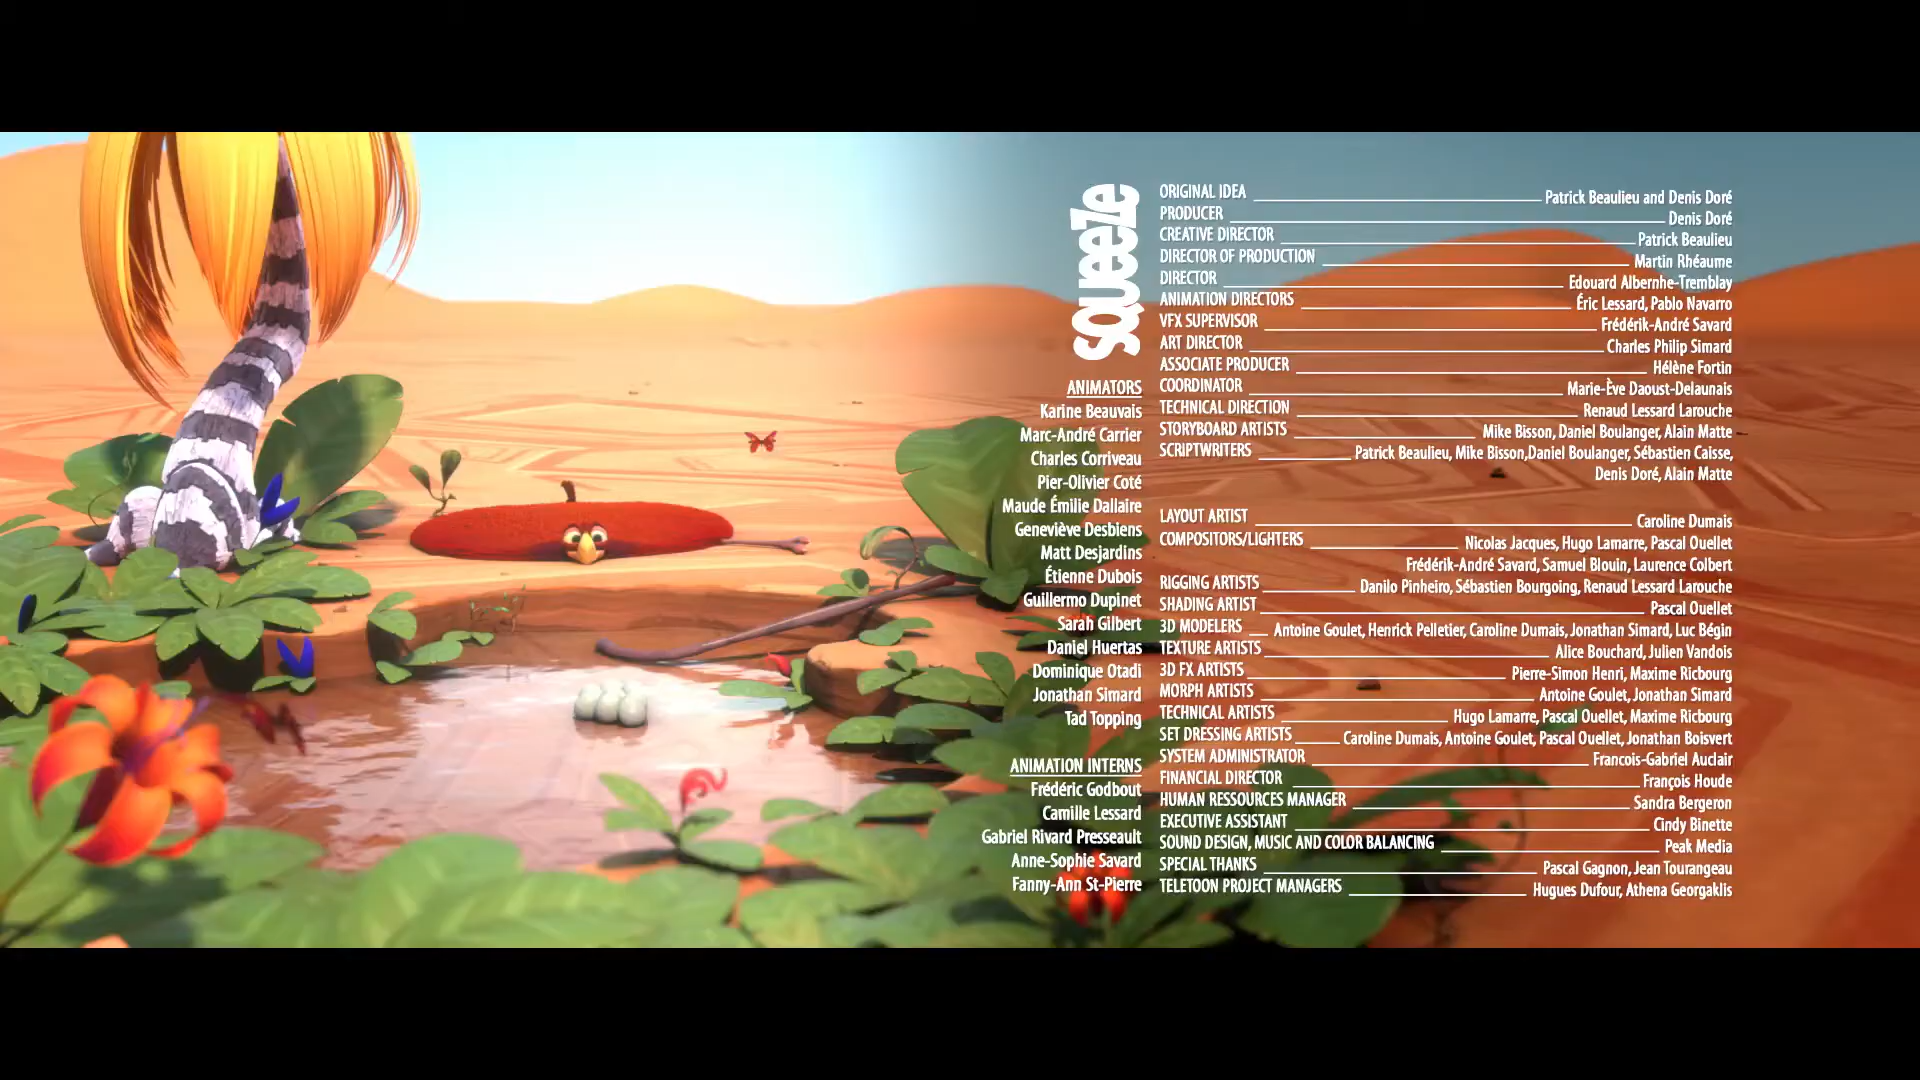 squeeze
ANIMATORS
Karine Beauvais
Marc-André Carrier
Charles Corriveau
Pier-Olivier Coté
Maude Émilie Dallaire
Geneviève Desbiens
Matt Desjardins
Étienne Dubois
Guillermo Dupinet
Sarah Gilbert
Daniel Huertas
Dominique Otadi
Jonathan Simard
Tad Topping
ANIMATION INTERNS
Frédéric Godbout
Camille Lessard
Gabriel Rivard Presseault
Anne-Sophie Savard
Fanny-Ann St-Pierre
ORIGINAL IDEA Patrick Beaulieu and Denis Doré
PRODUCER Denis Doré
CREATIVE DIRECTOR Patrick Beaulieu
DIRECTOR OF PRODUCTION Martin Rhéaume
DIRECTOR Edouard Albernhe-Tremblay
ANIMATION DIRECTORS Éric Lessard, Pablo Navarro
VFX SUPERVISOR Frédérik-André Savard
ART DIRECTOR Charles Philip Simard
ASSOCIATE PRODUCER Hélène Fortin
COORDINATOR Marie-Ève Daoust-Delaunais
TECHNICAL DIRECTION Renaud Lessard Larouche
STORYBOARD ARTISTS Mike Bisson, Daniel Boulanger, Alain Matte
SCRIPTWRITERS Patrick Beaulieu, Mike Bisson,Daniel Boulanger, Sébastien Caisse,
Denis Doré, Alain Matte
LAYOUT ARTIST Caroline Dumais
COMPOSITORS/LIGHTERS Nicolas Jacques, Hugo Lamarre, Pascal Ouellet
Frédérik-André Savard, Samuel Blouin, Laurence Colbert
RIGGING ARTISTS Danilo Pinheiro, Sébastien Bourgoing, Renaud Lessard Larouche
SHADING ARTIST Pascal Ouellet
3D MODELERS Antoine Goulet, Henrick Pelletier, Caroline Dumais, Jonathan Simard, Luc Bégin
TEXTURE ARTISTS Alice Bouchard, Julien Vandois
3D FX ARTISTS Pierre-Simon Henri, Maxime Ricbourg
MORPH ARTISTS Antoine Goulet, Jonathan Simard
TECHNICAL ARTISTS Hugo Lamarre, Pascal Ouellet, Maxime Ricbourg
SET DRESSING ARTISTS Caroline Dumais, Antoine Goulet, Pascal Ouellet, Jonathan Boisvert
SYSTEM ADMINISTRATOR Francois-Gabriel Auclair
FINANCIAL DIRECTOR François Houde
HUMAN RESSOURCES MANAGER Sandra Bergeron
EXECUTIVE ASSISTANT Cindy Binette
SOUND DESIGN, MUSIC AND COLOR BALANCING Peak Media
SPECIAL THANKS Pascal Gagnon, Jean Tourangeau
TELETOON PROJECT MANAGERS Hugues Dufour, Athena Georgaklis